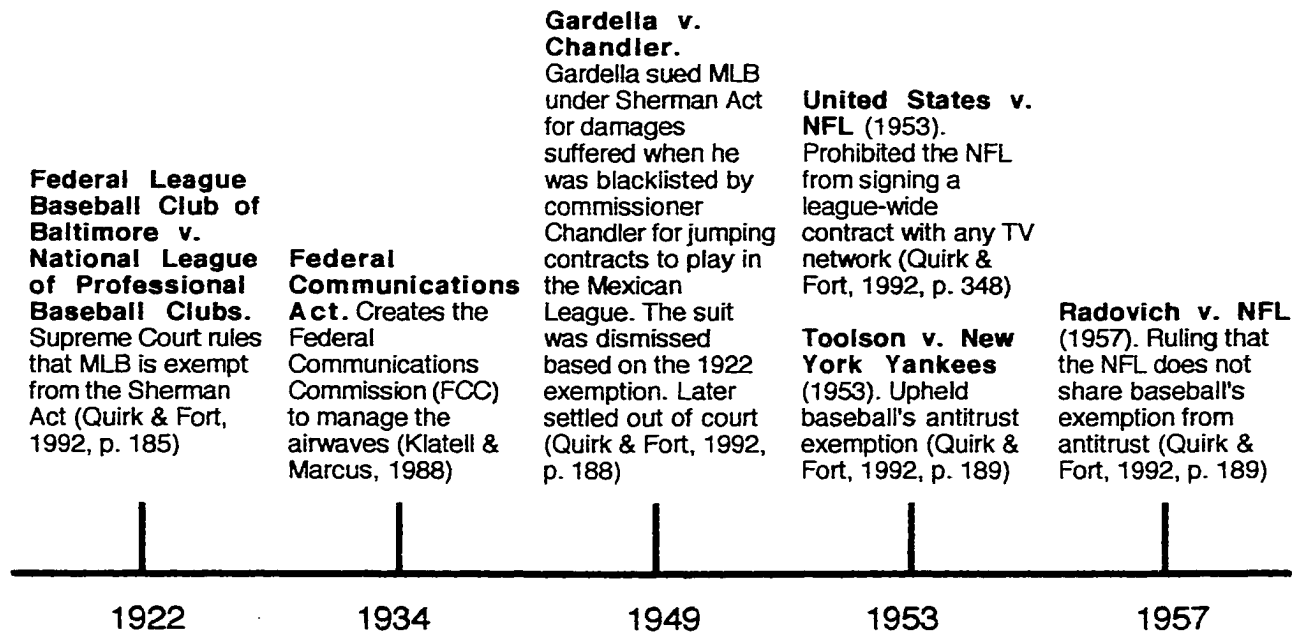 Federal League
Baseball Club of
Baltimore v.
National League
of Professional
Baseball Clubs.
Supreme Court rules
that MLB is exempt
from the Sherman
Act (Quirk & Fort,
1992, p. 185)
Federal
Communications
Act. Creates the
Federal
Communications
Commission (FCC)
to manage the
airwaves (Klatell &
Marcus, 1988)
Gardella v.
Chandler.
Gardella sued MLB
under Sherman Act
for damages
suffered when he
was blacklisted by
commissioner
Chandler for jumping
contracts to play in
the Mexican
League. The suit
was dismissed
based on the 1922
exemption. Later
settled out of court
(Quirk & Fort, 1992,
p. 188)
United States v.
NFL (1953).
Prohibited the NFL
from signing a
league-wide
contract with any TV
network (Quirk &
Fort, 1992, p. 348)
Toolson v. New
York Yankees
(1953). Upheld
baseball's antitrust
exemption (Quirk &
Fort, 1992, p. 189)
Radovich v. NFL
(1957). Ruling that
the NFL does not
share baseball's
exemption from
antitrust (Quirk &
Fort, 1992, p. 189)
1922
1934
1949
1953
1957